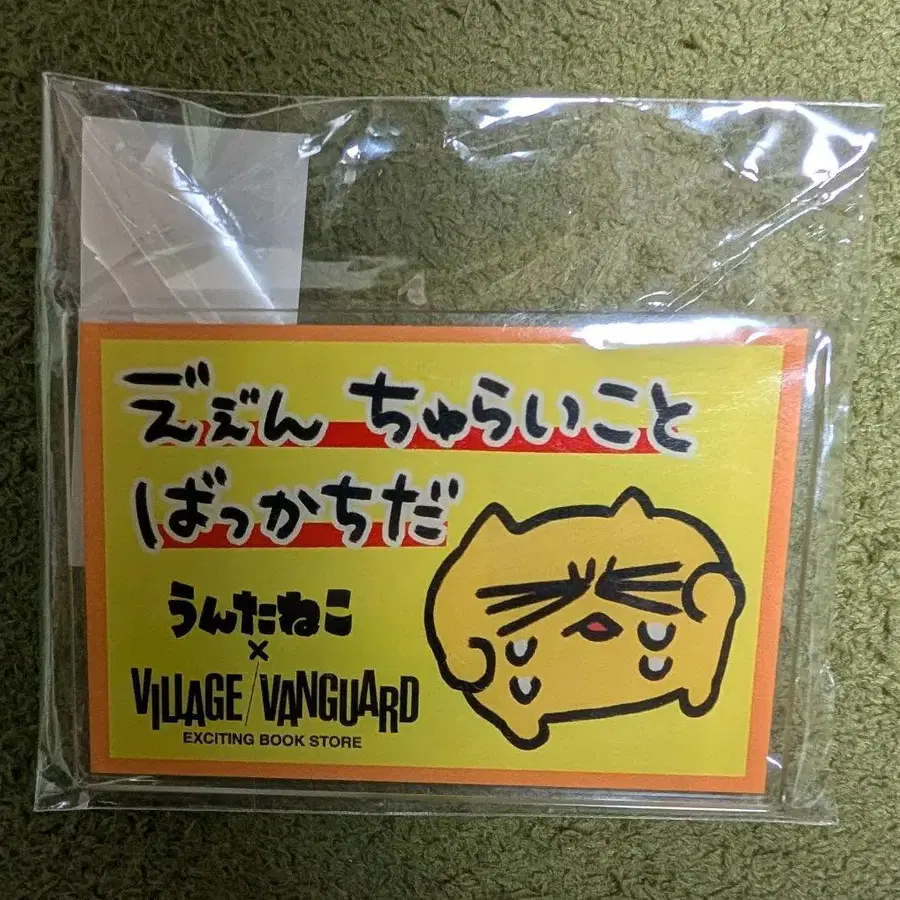 でぇん ちゅらいこと
ばっかちだ
うんたねこ
×
VILLAGE/VANGUARD
EXCITING BOOK STORE